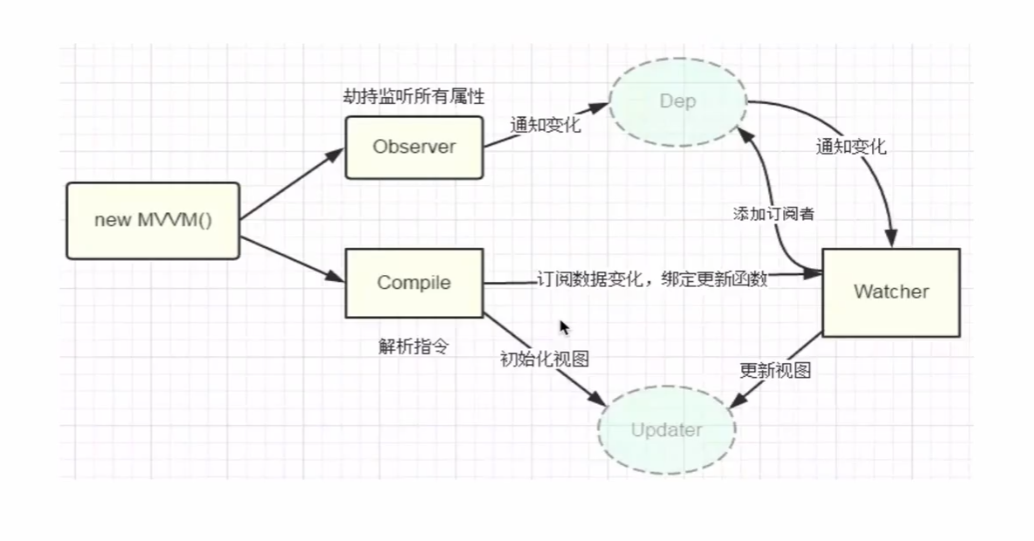 劫持监听所有属性
Dep
通知变化
Observer
通知变化
new MVVM()
添加订阅者
Compile
订阅数据变化，绑定更新函数
Watcher
解析指令
初始化视图
更新视图
Updater